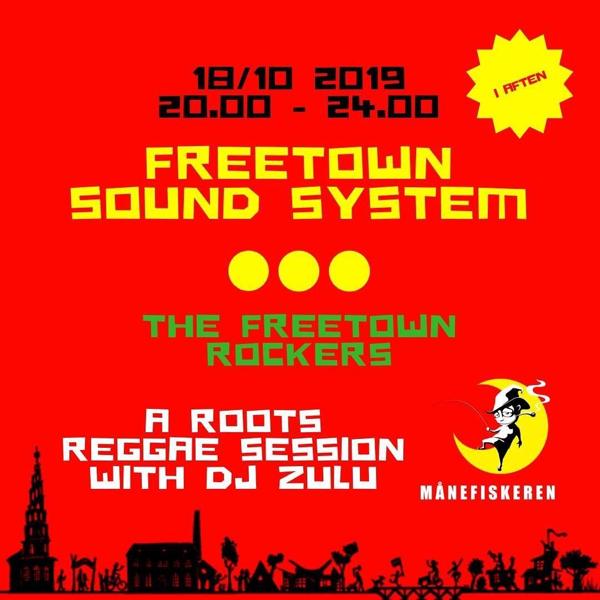 18/10 2019
20.00 - 24.00
I AFTEN
FREETOWN
SOUND SYSTEM
THE FREETOWN
ROCKERS
A ROOTS
REGGAE SESSION
WITH DJ ZULU
MÅNEFISKEREN